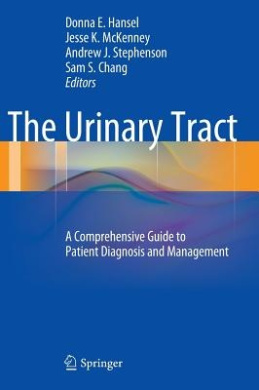 Donna E. Hansel
Jesse K. McKenney
Andrew J. Stephenson
Sam S. Chang
Editors
The Urinary Tract
A Comprehensive Guide to
Patient Diagnosis and Management
Springer